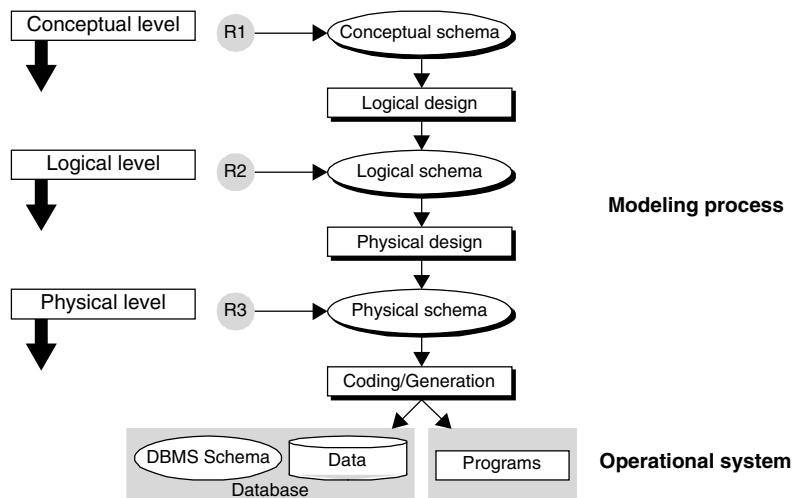 Conceptual level
R1
Conceptual schema
Logical design
Logical level
R2
Logical schema
Modeling process
Physical design
Physical level
R3
Physical schema
Coding/Generation
DBMS Schema
Data
Programs
Operational system
Database